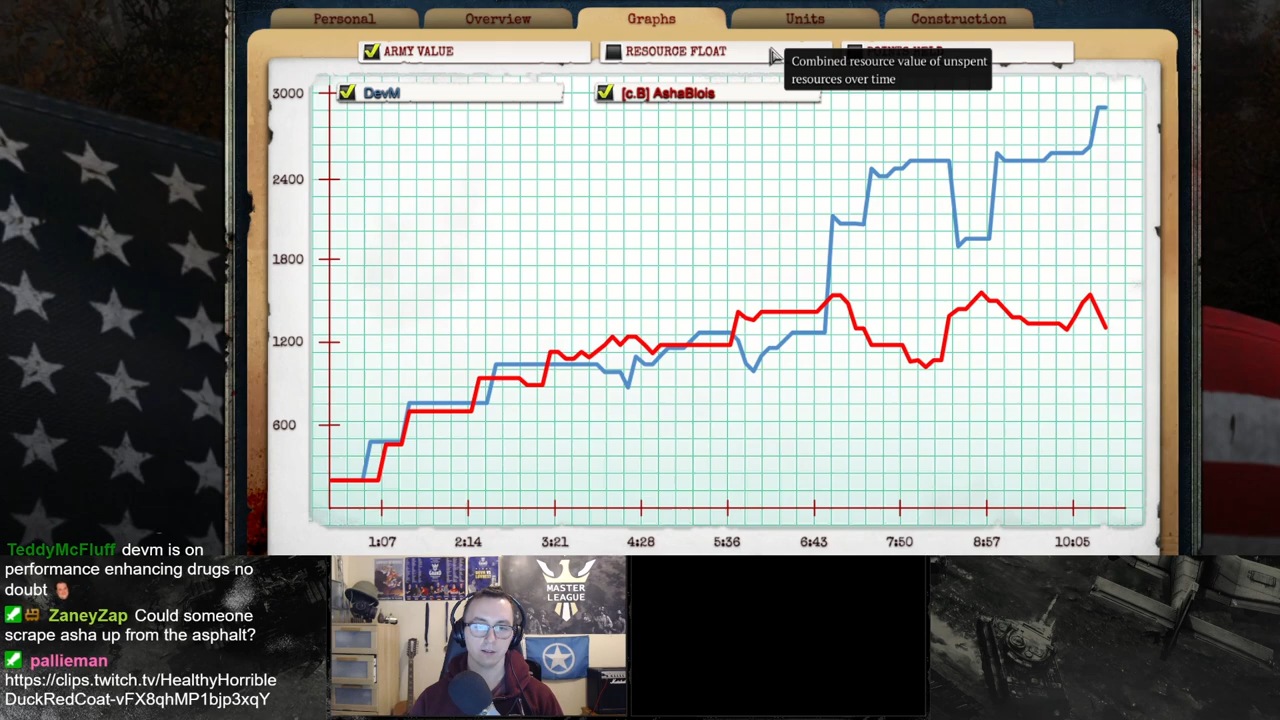 Personal
Overview
Graphs
Units
Construction
ARMY VALUE
RESOURCE FLOAT
Combined resource value of unspent
resources over time
DevM
[c.B] AshaBlois
3000
2400
1800
1200
600
1:07
2:14
3:21
4:28
5:36
6:43
7:50
8:57
10:05
TeddyMcFluff devm is on
performance enhancing drugs no
doubt
ZaneyZap Could someone
scrape asha up from the asphalt?
pallieman
https://clips.twitch.tv/HealthyHorrible
DuckRedCoat-vFX8qhMP1bjp3xqY
MASTER
LEAGUE